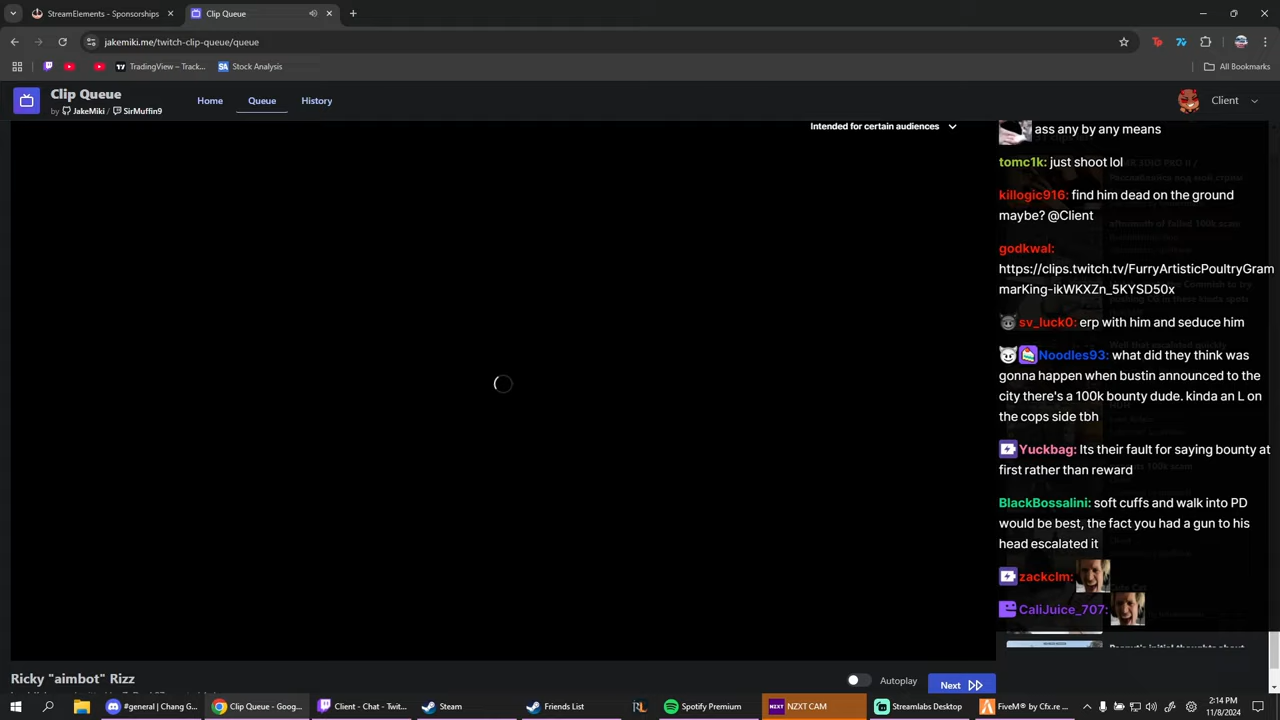 StreamElements - Sponsorships
Clip Queue
jakemiki.me/twitch-clip-queue/queue
TradingView – Track...
SA Stock Analysis
All Bookmarks
Clip Queue
by JakeMiki / SirMuffin9
Home
Queue
History
Client
Intended for certain audiences
ass any by any means
tomc1k: just shoot lol
killogic916: find him dead on the ground
maybe? @Client
godkwal:
https://clips.twitch.tv/FurryArtisticPoultryGram
marKing-ikWKXZn_5KYSD50x
sv_luck0: erp with him and seduce him
Noodles93: what did they think was
gonna happen when bustin announced to the
city there's a 100k bounty dude. kinda an L on
the cops side tbh
Yuckbag: Its their fault for saying bounty at
first rather than reward
BlackBossalini: soft cuffs and walk into PD
would be best, the fact you had a gun to his
head escalated it
zackclm:
CaliJuice_707:
Ricky "aimbot" Rizz
Autoplay
Next
#general | Chang G...
Clip Queue - Goog...
Client - Chat - Twit...
Steam
Friends List
RL
Spotify Premium
NZXT
NZXT CAM
Streamlabs Desktop
FiveM® by Cfx.re ...
2:14 PM
11/8/2024